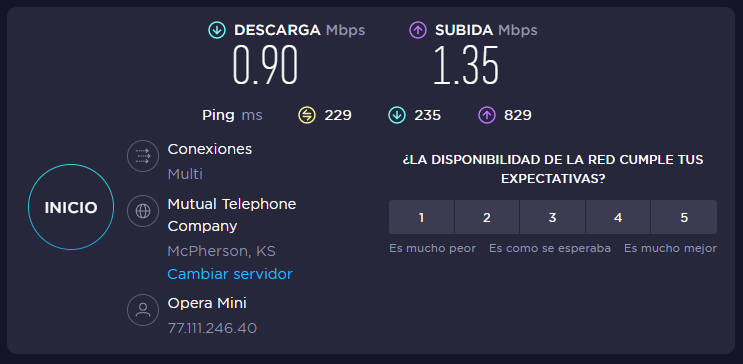 DESCARGA Mbps
0.90
SUBIDA Mbps
1.35
Ping ms 229 235 829
INICIO
Conexiones
Multi
Mutual Telephone
Company
McPherson, KS
Cambiar servidor
Opera Mini
77.111.246.40
¿LA DISPONIBILIDAD DE LA RED CUMPLE TUS
EXPECTATIVAS?
1 2 3 4 5
Es mucho peor Es como se esperaba Es mucho mejor